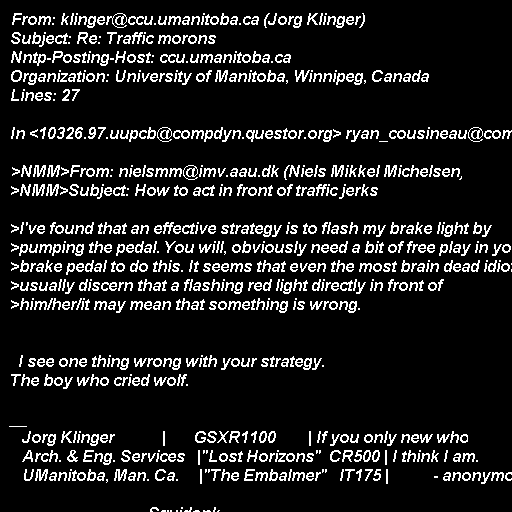 From: klinger@ccu.umanitoba.ca (Jorg Klinger)
Subject: Re: Traffic morons
Nntp-Posting-Host: ccu.umanitoba.ca
Organization: University of Manitoba, Winnipeg, Canada
Lines: 27
In <10326.97.uupcb@compdyn.questor.org> ryan_cousineau@com
>NMM>From: nielsmm@imv.aau.dk (Niels Mikkel Michelsen)
>NMM>Subject: How to act in front of traffic jerks
>I've found that an effective strategy is to flash my brake light by
>pumping the pedal. You will, obviously need a bit of free play in yo
>brake pedal to do this. It seems that even the most brain dead idio
>usually discern that a flashing red light directly in front of
>him/her/it may mean that something is wrong.
I see one thing wrong with your strategy.
The boy who cried wolf.
__
Jorg Klinger | GSXR1100 | If you only new who
Arch. & Eng. Services |"Lost Horizons" CR500 | I think I am.
UManitoba, Man. Ca. |"The Embalmer" IT175 | - anonymo